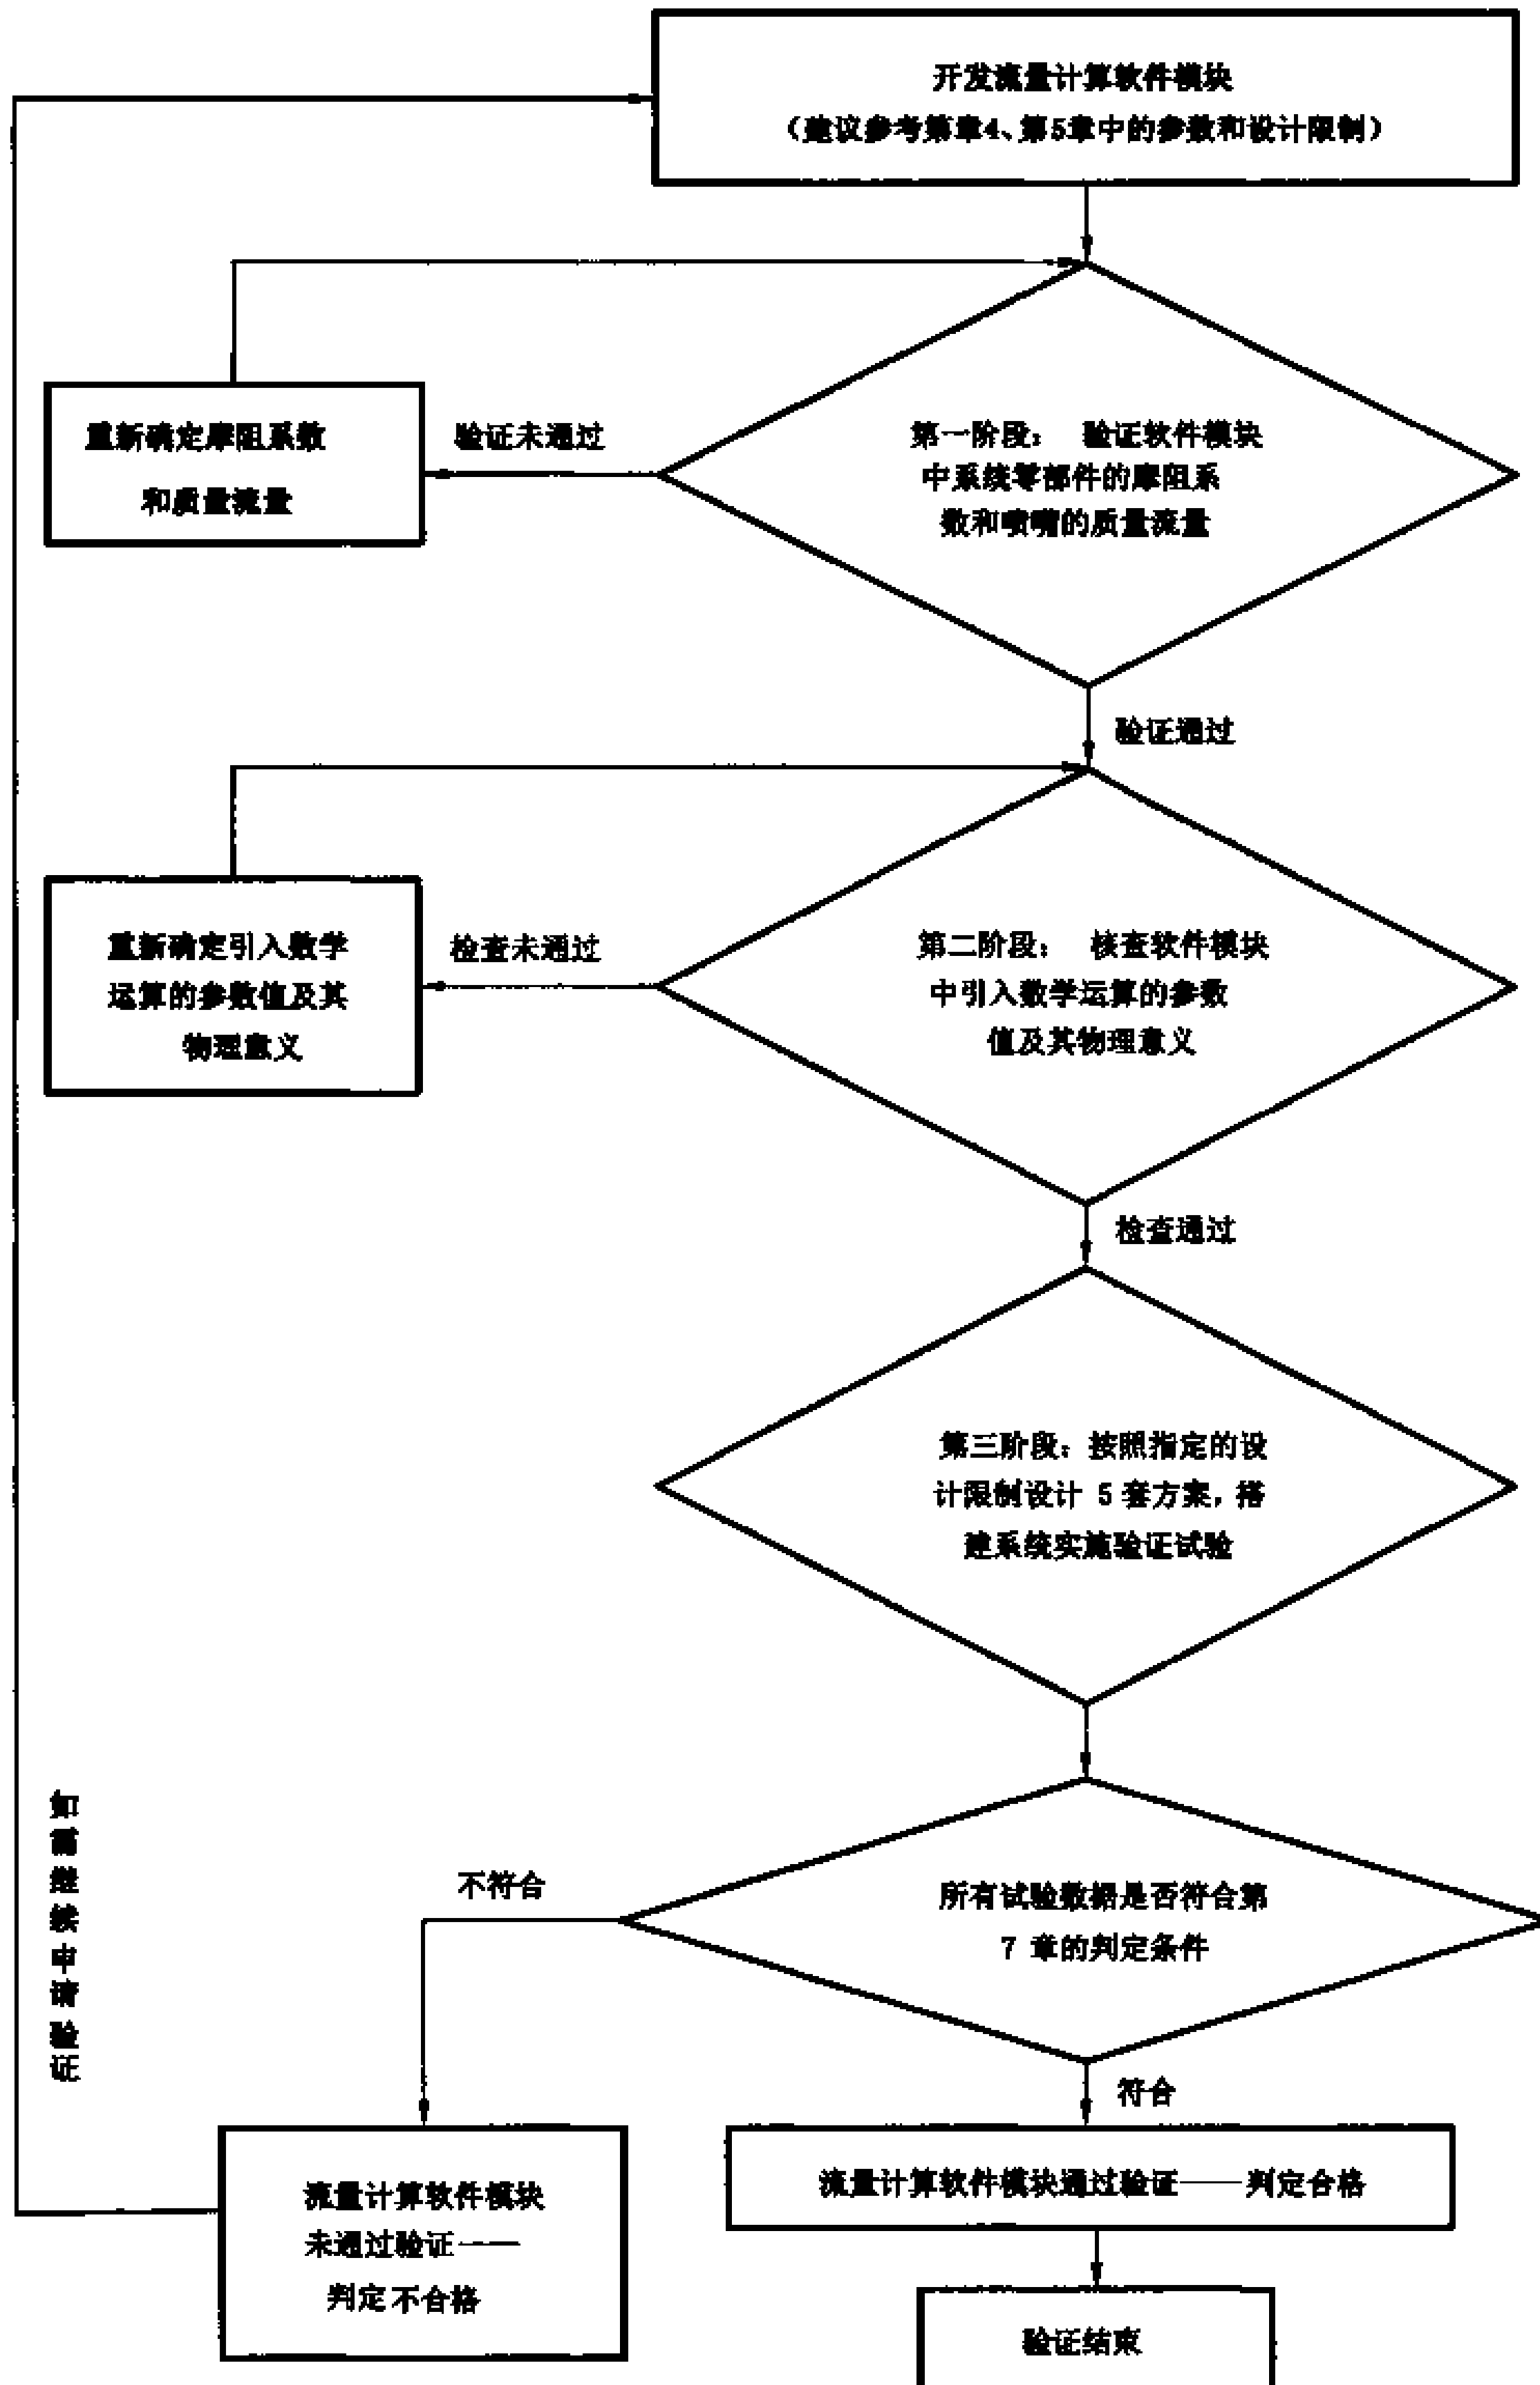 开发流量计算软件模块
(建议参考第章4、第5章中的参数和设计限制)
重新确定摩阻系数
和质量流量
验证未通过
第一阶段： 验证软件模块
中系统零部件的摩阻系
数和喷嘴的质量流量
验证通过
重新确定引入数学
运算的参数值及其
物理意义
检查未通过
第二阶段： 核查软件模块
中引入数学运算的参数
值及其物理意义
检查通过
第三阶段：按照指定的设
计限制设计 5 套方案，搭
建系统实施验证试验
如需继续申请验证
不符合
所有试验数据是否符合第
7 章的判定条件
符合
流量计算软件模块
未通过验证——
判定不合格
流量计算软件模块通过验证——判定合格
验证结束